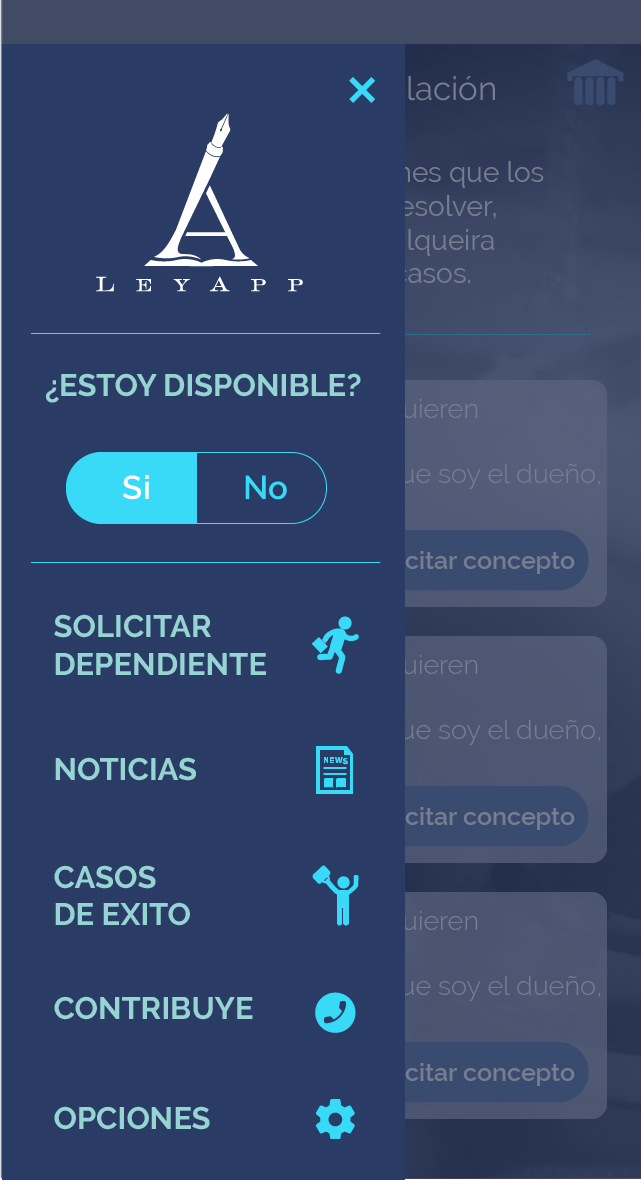 LEYAPP
¿ESTOY DISPONIBLE?
Si No
SOLICITAR
DEPENDIENTE
NOTICIAS
NEWS
CASOS
DE EXITO
CONTRIBUYE
OPCIONES
lación
nes que los
esolver,
lqueira
casos.
uieren
ue soy el dueño,
citar concepto
uieren
ue soy el dueño,
citar concepto
uieren
ue soy el dueño,
citar concepto